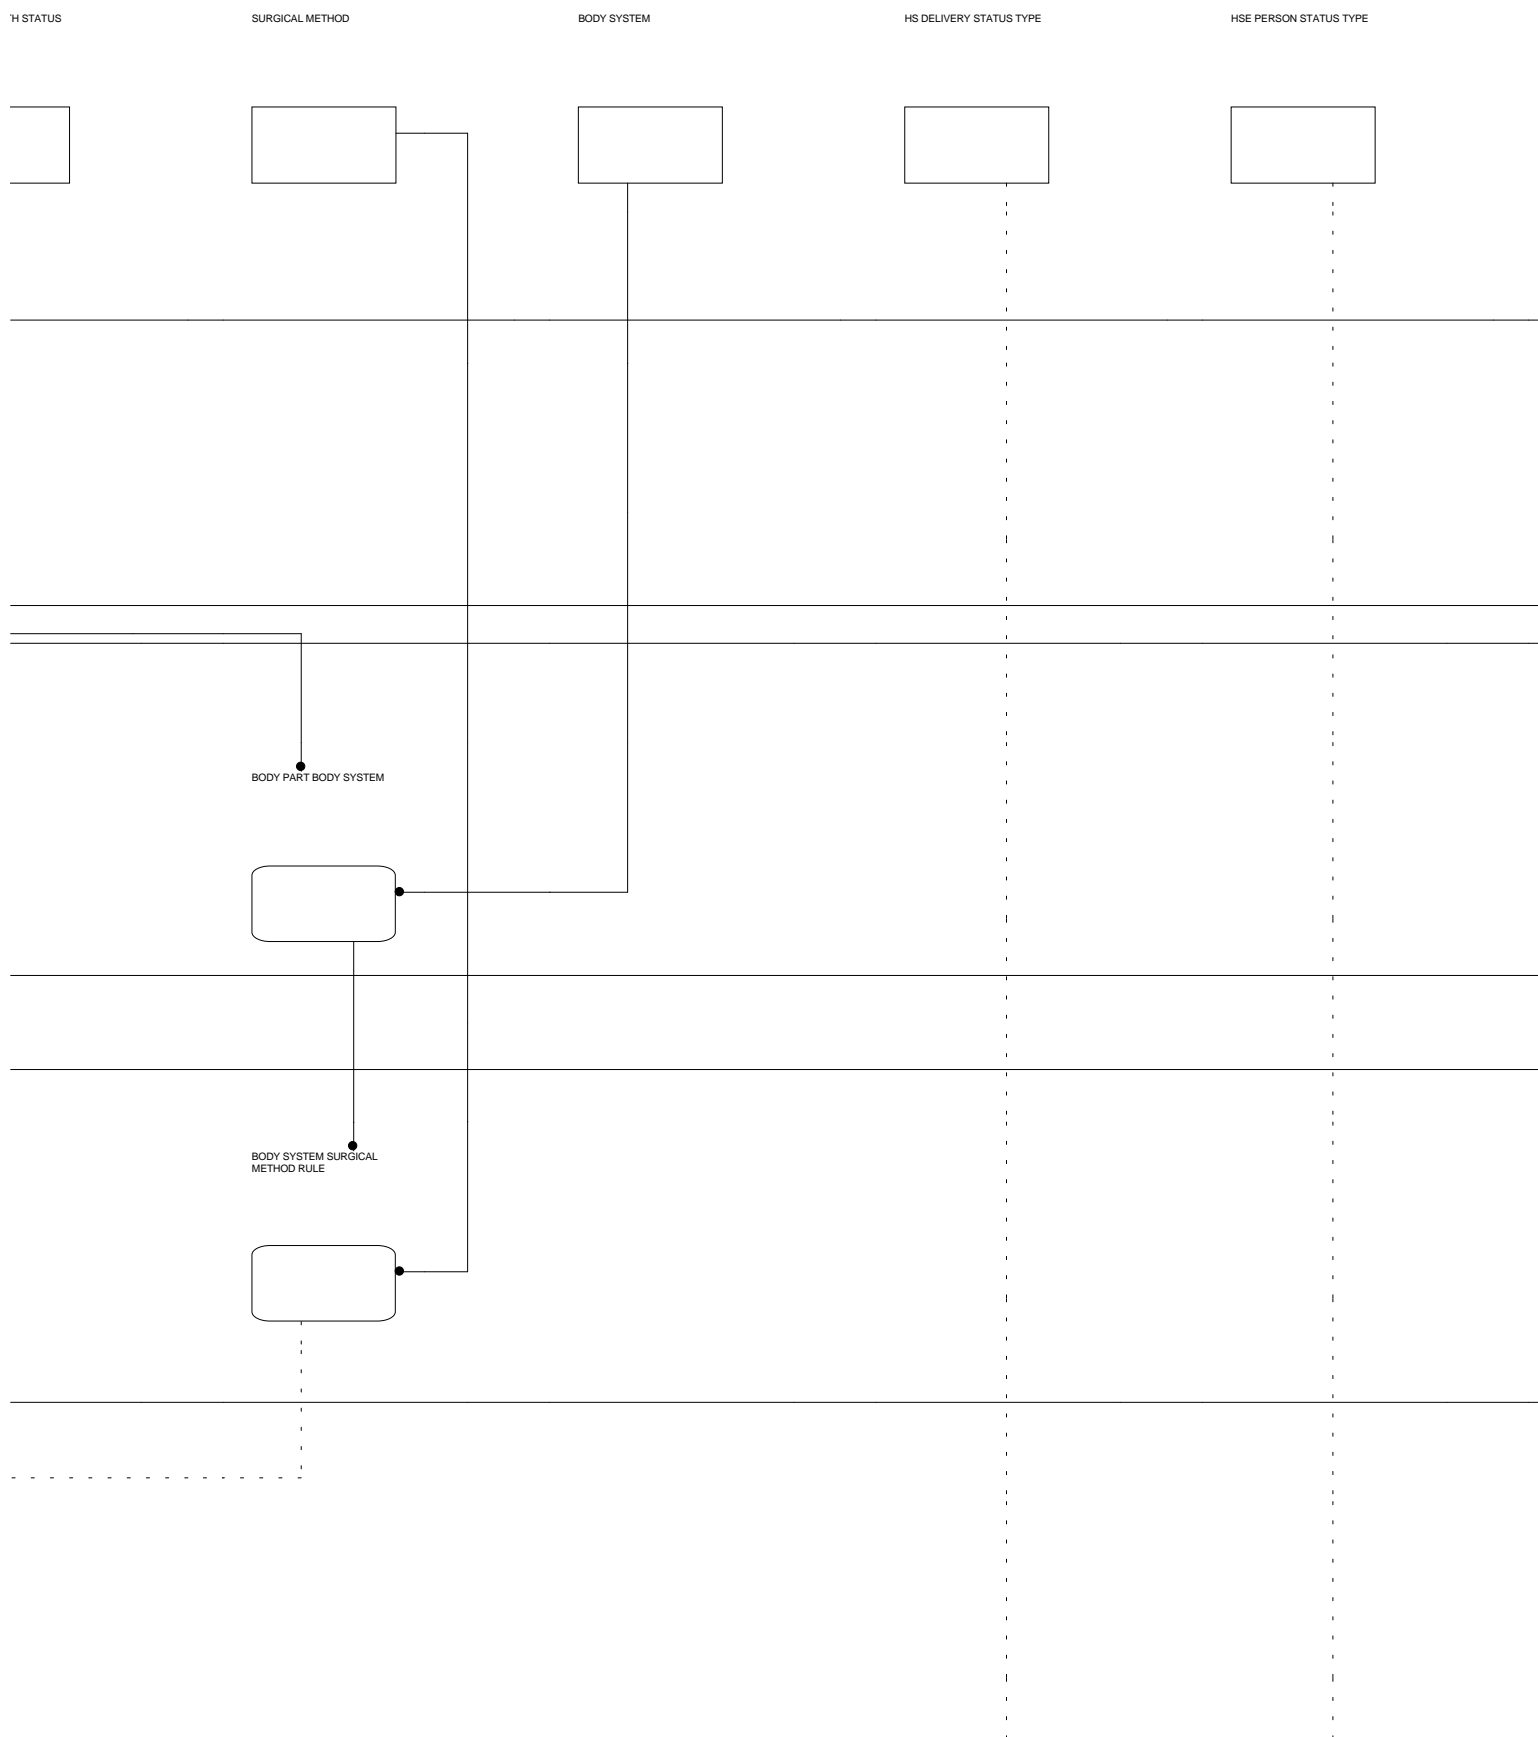 H STATUS
SURGICAL METHOD
BODY SYSTEM
HS DELIVERY STATUS TYPE
HSE PERSON STATUS TYPE
BODY PART BODY SYSTEM
BODY SYSTEM SURGICAL
METHOD RULE